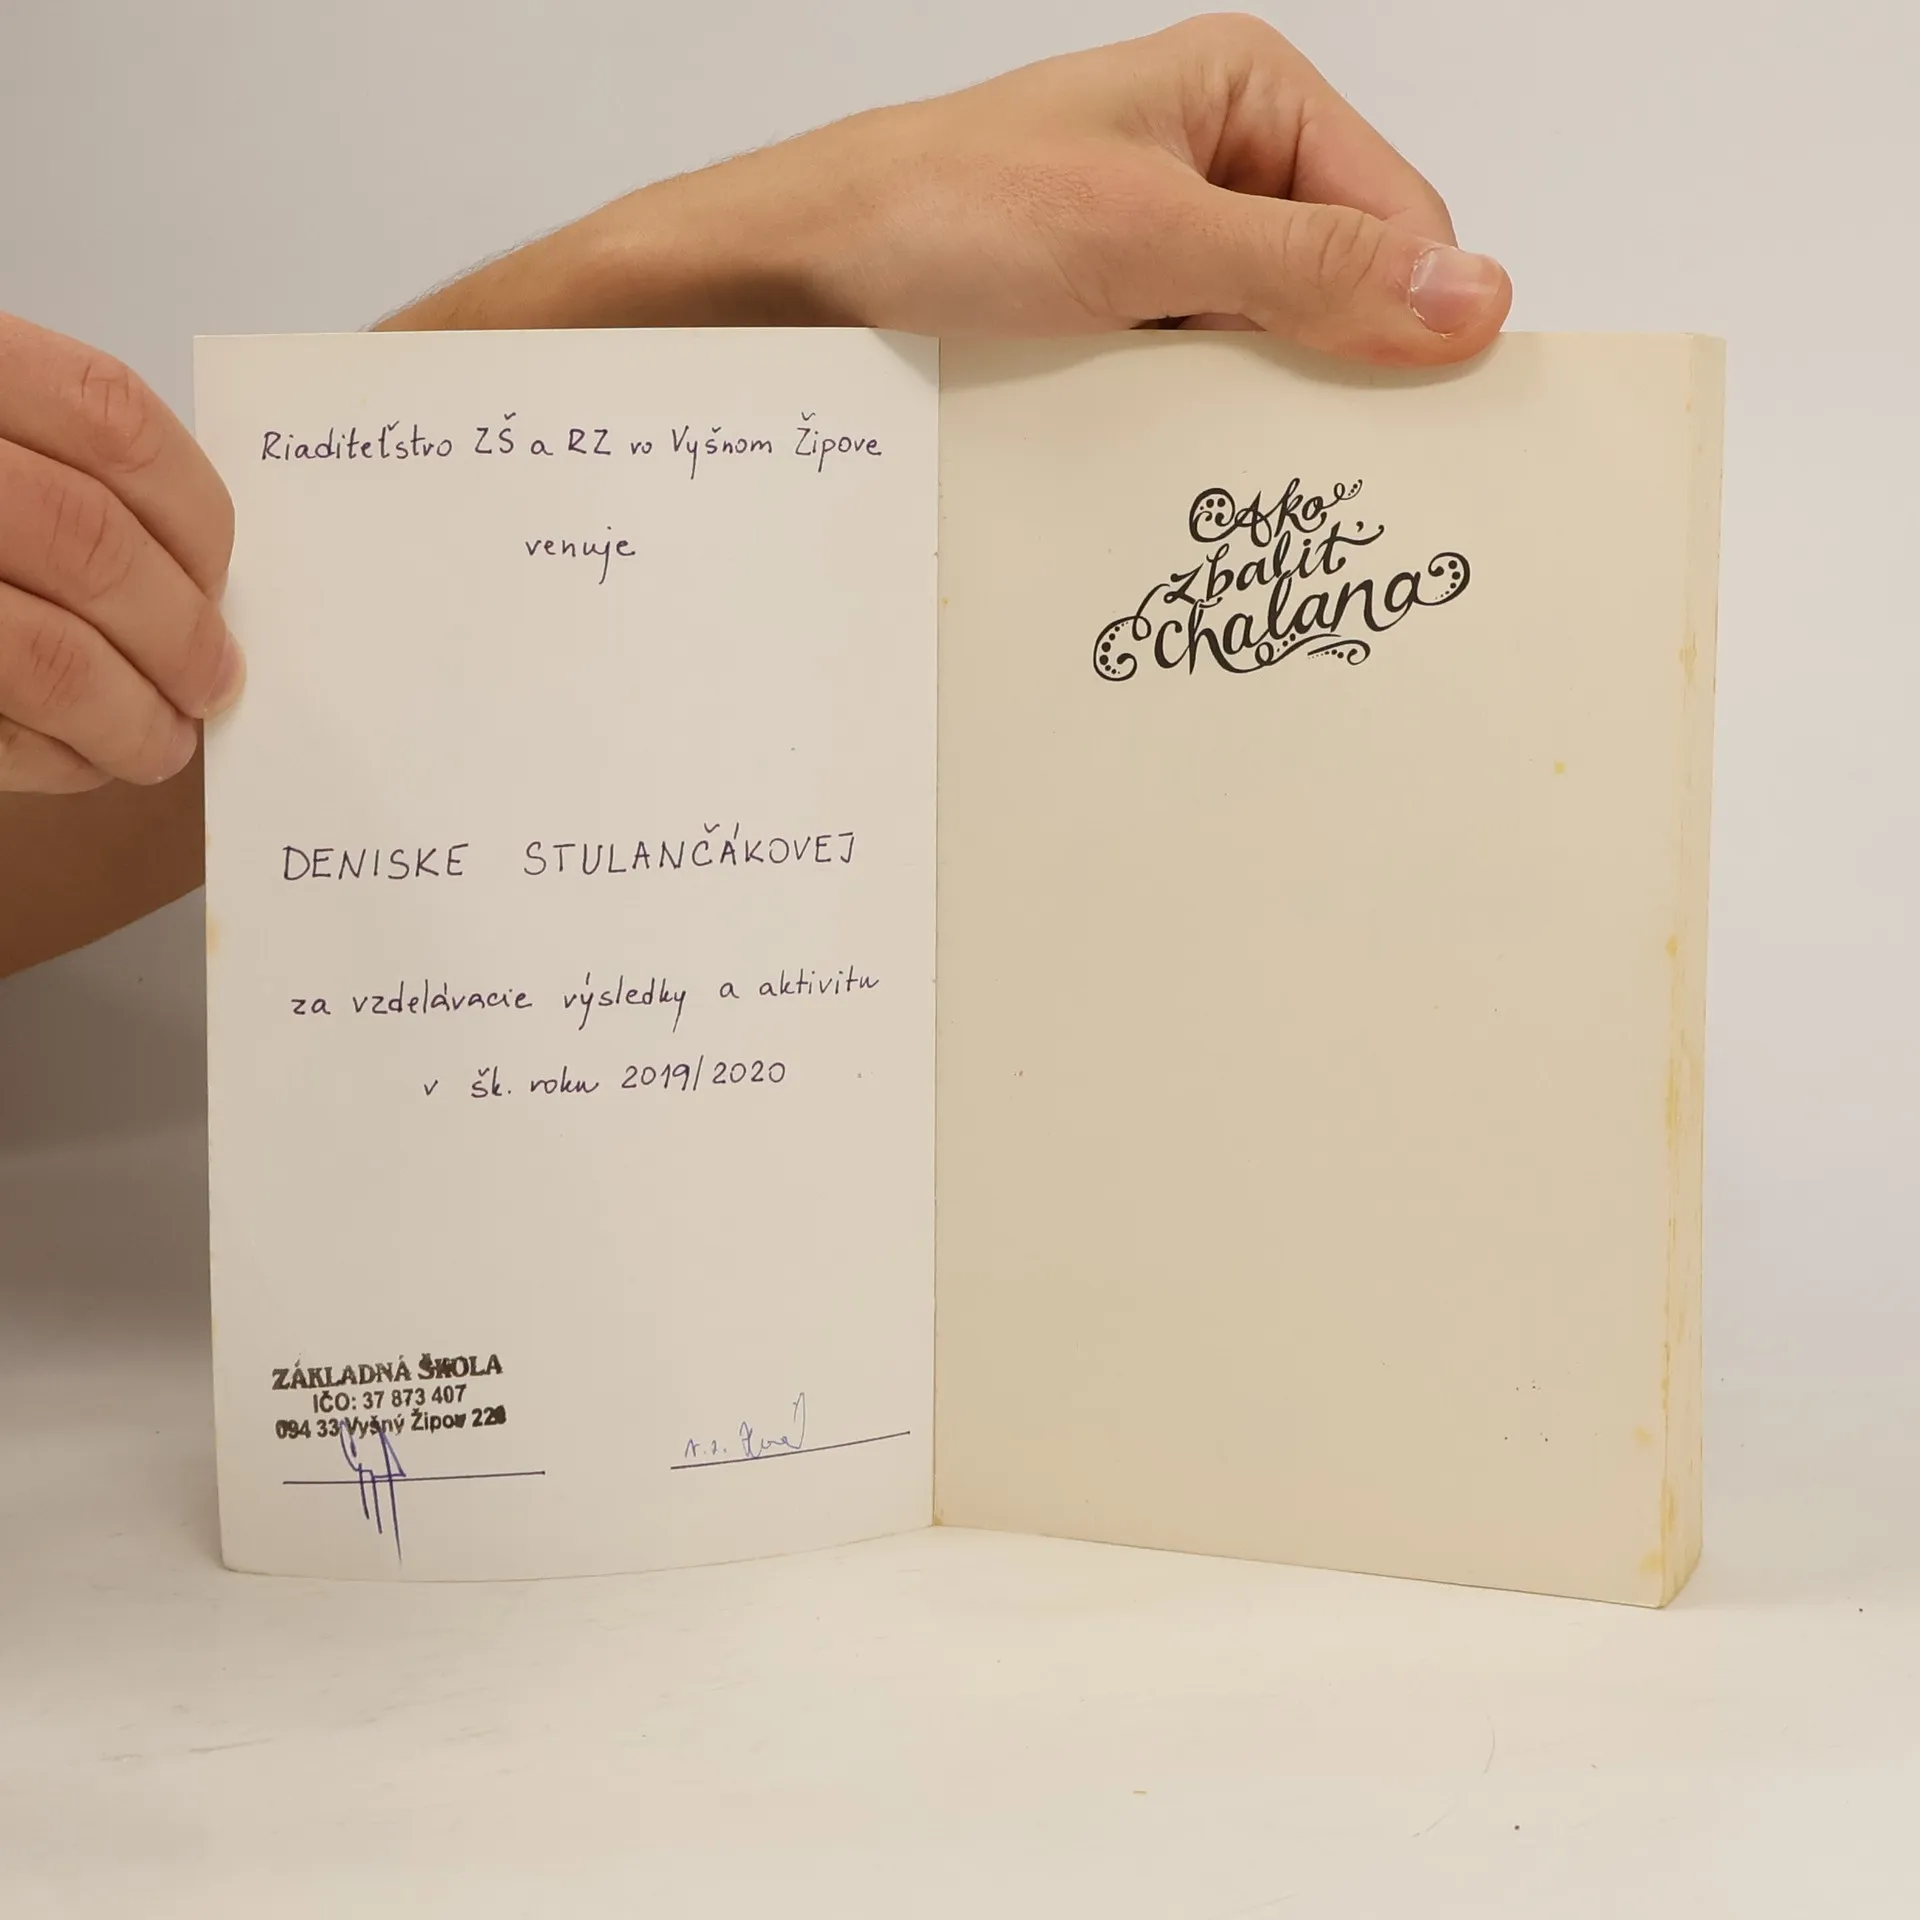 Riaditeľstvo ZŠ a RZ vo Vyšnom Žipove
venuje
DENISKE STULANČÁKOVEJ
za vzdelávacie výsledky a aktivitu
v šk. roku 2019/2020
ZÁKLADNÁ ŠKOLA
IČO: 37 873 407
094 33 Vyšný Žipov 220
Ako
zbaliť
chalana